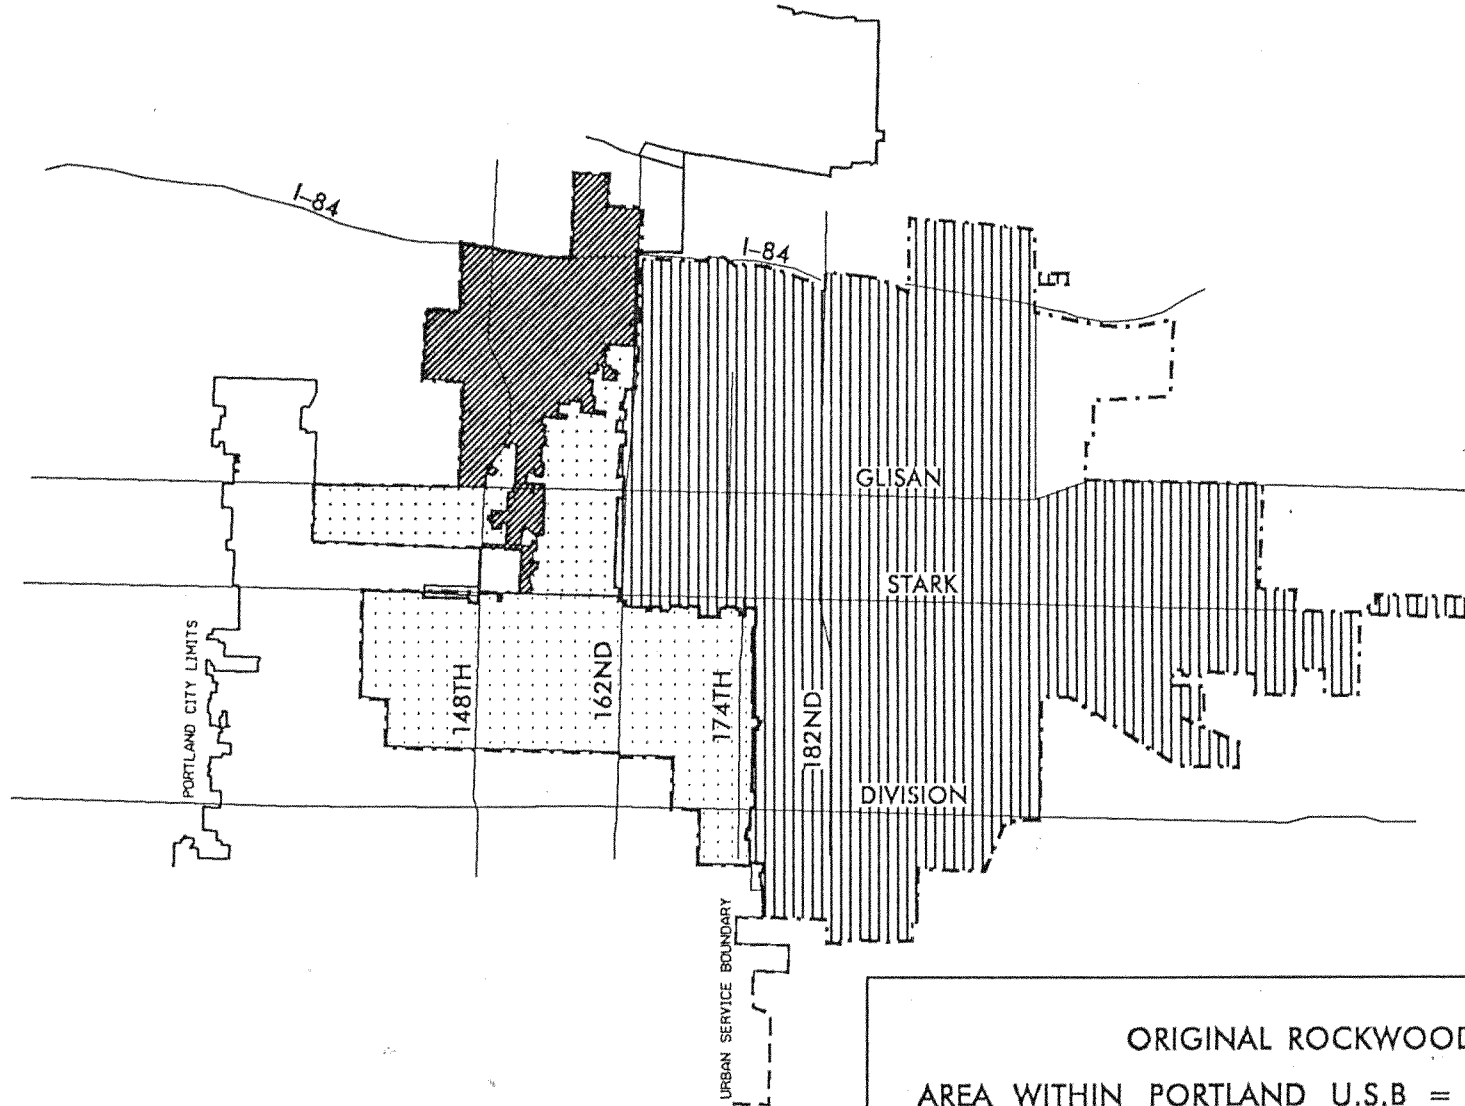 I-84
I-84
GLISAN
STARK
PORTLAND CITY LIMITS
148TH
162ND
174TH
182ND
DIVISION
URBAN SERVICE BOUNDARY
ORIGINAL ROCKWOOD
AREA WITHIN PORTLAND U.S.B =